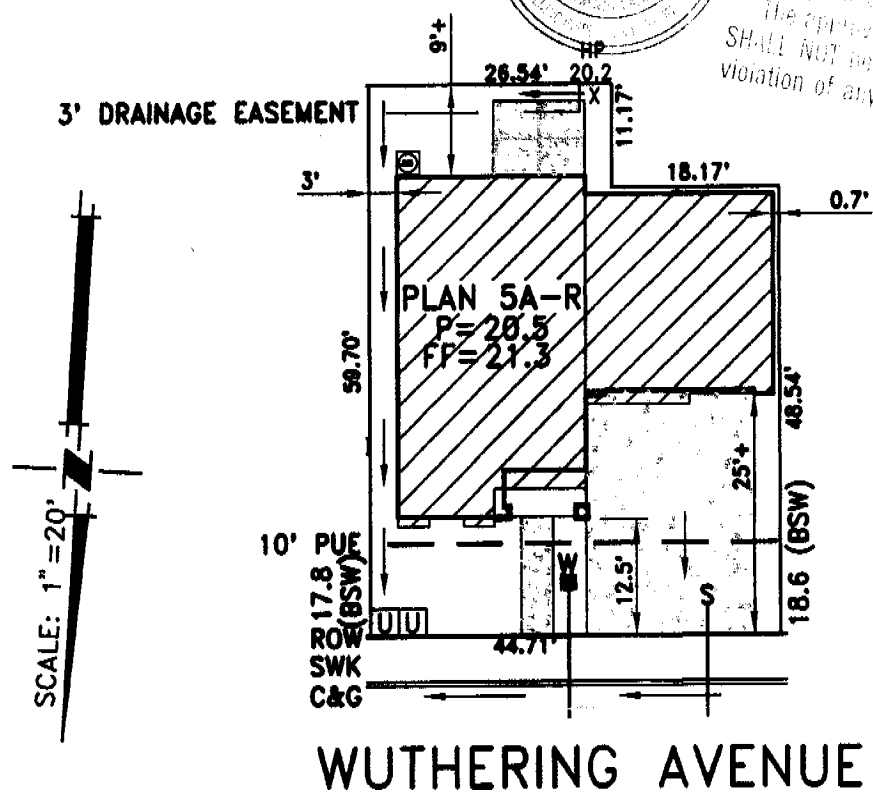 The
SHALL NOT
violation of any
9'+
HP
26.54' 20.2
X
11.17'
3' DRAINAGE EASEMENT
18.17'
3'
0.7'
PLAN 5A-R
P= 20.5
FF= 21.3
59.70'
48.54'
25'+
SCALE: 1"=20'
10' PUE
17.8 (BSW)
W
12.5'
S
18.6 (BSW)
U U
ROW
44.71'
SWK
C&G
WUTHERING AVENUE